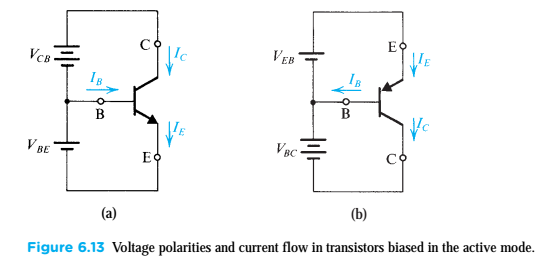 C
V_CB
I_C
I_B
B
V_BE
I_E
E
(a)
E
V_EB
I_E
I_B
B
V_BC
I_C
C
(b)
Figure 6.13 Voltage polarities and current flow in transistors biased in the active mode.